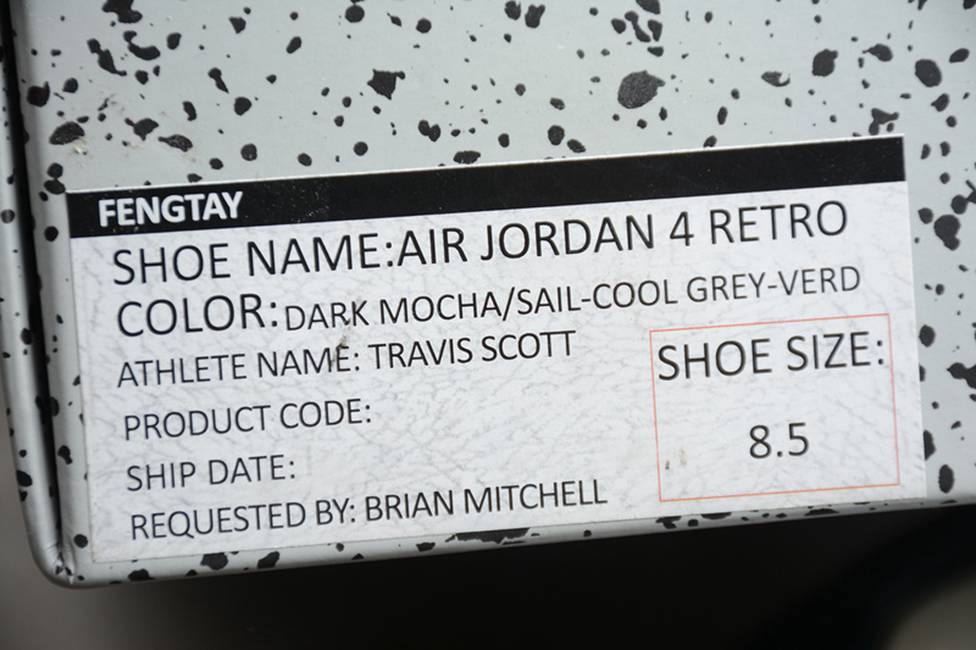 FENGTAY
SHOE NAME:AIR JORDAN 4 RETRO
COLOR:DARK MOCHA/SAIL-COOL GREY-VERD
ATHLETE NAME: TRAVIS SCOTT
PRODUCT CODE:
SHIP DATE:
REQUESTED BY: BRIAN MITCHELL
SHOE SIZE:
8.5